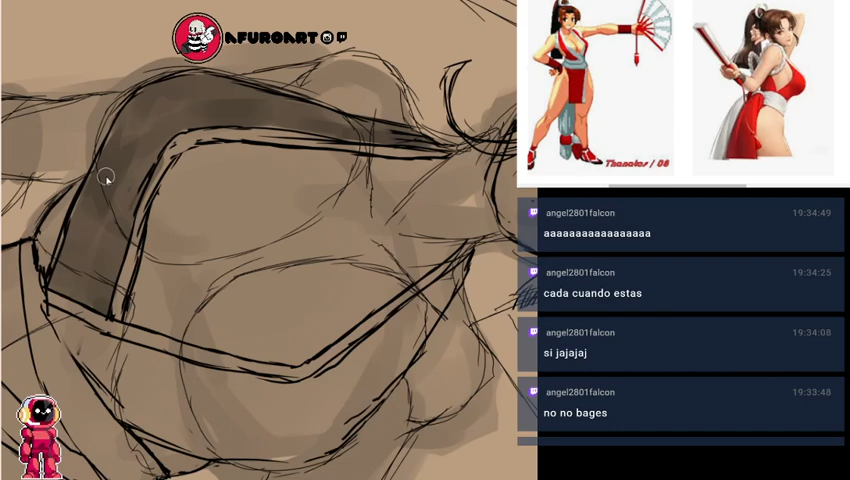 AFUROART
Thanatos / 08
angel2801falcon 19:34:49
aaaaaaaaaaaaaaaaa
angel2801falcon 19:34:25
cada cuando estas
angel2801falcon 19:34:08
si jajajaj
angel2801falcon 19:33:48
no no bages